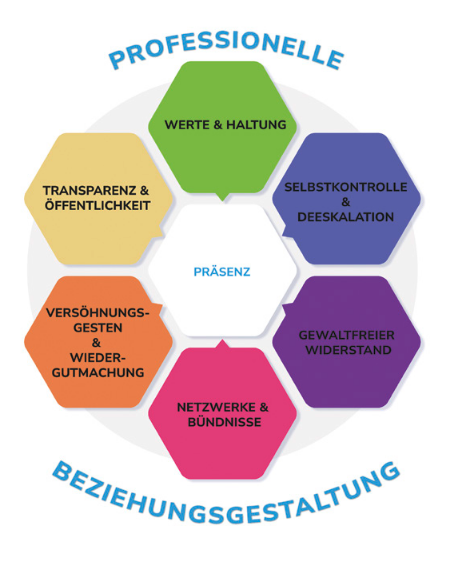 PROFESSIONELLE
WERTE & HALTUNG
TRANSPARENZ &
ÖFFENTLICHKEIT
SELBSTKONTROLLE
&
DEESKALATION
PRÄSENZ
VERSÖHNUNGS-
GESTEN
&
WIEDER-
GUTMACHUNG
GEWALTFREIER
WIDERSTAND
NETZWERKE &
BÜNDNISSE
BEZIEHUNGSGESTALTUNG